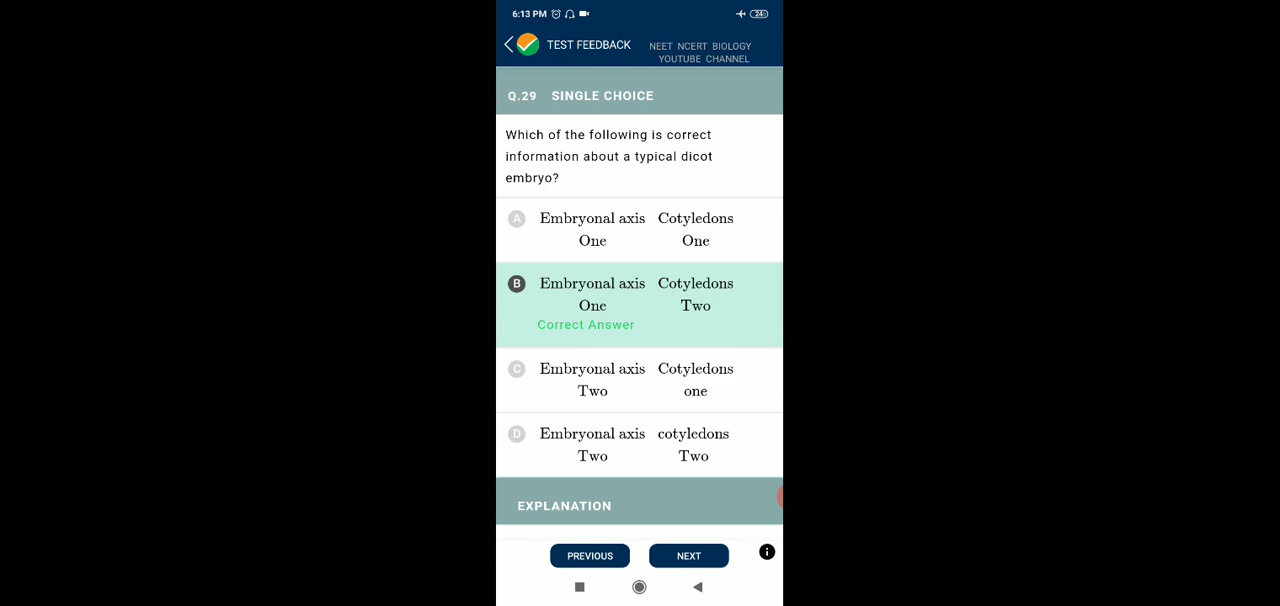 6:13 PM 24
TEST FEEDBACK
NEET NCERT BIOLOGY
YOUTUBE CHANNEL
Q.29 SINGLE CHOICE
Which of the following is correct
information about a typical dicot
embryo?
A Embryonal axis Cotyledons
One One
B Embryonal axis Cotyledons
One Two
Correct Answer
C Embryonal axis Cotyledons
Two one
D Embryonal axis cotyledons
Two Two
EXPLANATION
PREVIOUS NEXT i